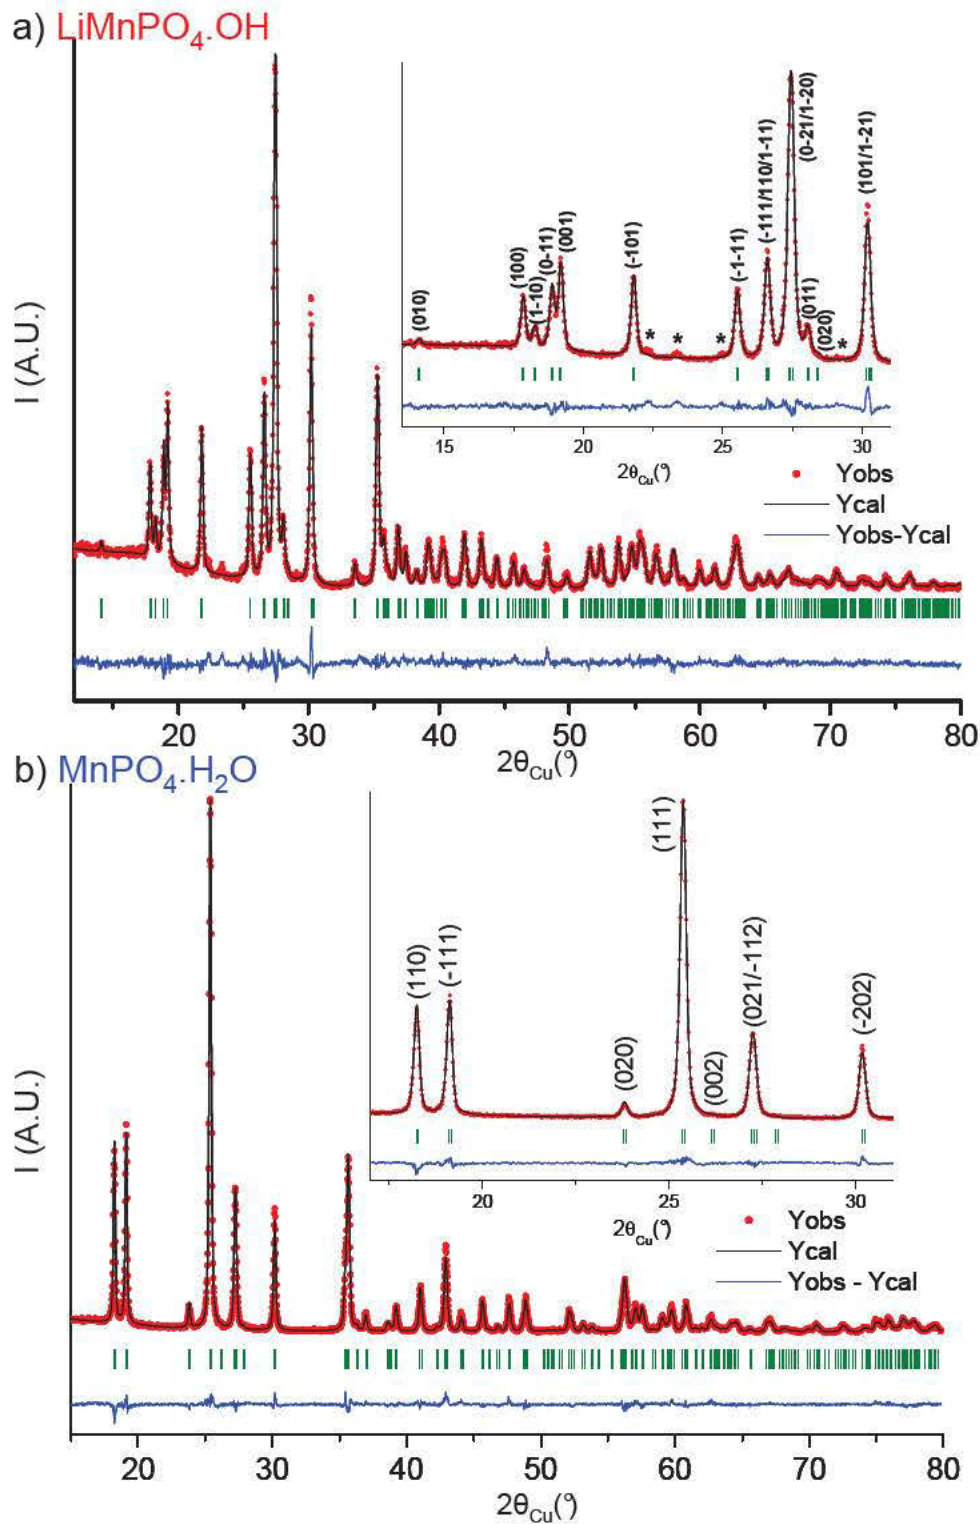 a) LiMnPO4.OH
I (A.U.)
(010)
(100)
(1-10)
(0-11)
(001)
(-101)
*
*
*
(-1-11)
(-111/110/1-11)
(0-21/1-20)
(011)
(020)
*
(101/1-21)
15 20 25 30
2θCu(°)
Yobs
Ycal
Yobs-Ycal
20 30 40 50 60 70 80
2θCu(°)
b) MnPO4.H2O
I (A.U.)
(110)
(-111)
(020)
(111)
(002)
(021/-112)
(-202)
20 25 30
2θCu(°)
Yobs
Ycal
Yobs - Ycal
20 30 40 50 60 70 80
2θCu(°)